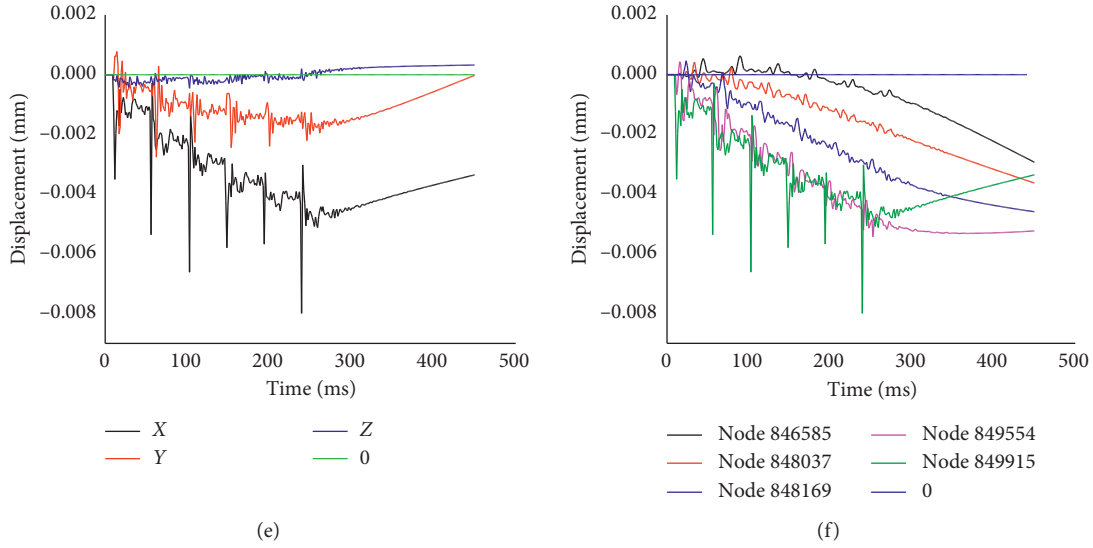 0.002
0.000
–0.002
–0.004
–0.006
–0.008
Displacement (mm)
0 100 200 300 400 500
Time (ms)
X Z
Y 0
(e)
0.002
0.000
–0.002
–0.004
–0.006
–0.008
Displacement (mm)
0 100 200 300 400 500
Time (ms)
Node 846585 Node 849554
Node 848037 Node 849915
Node 848169 0
(f)